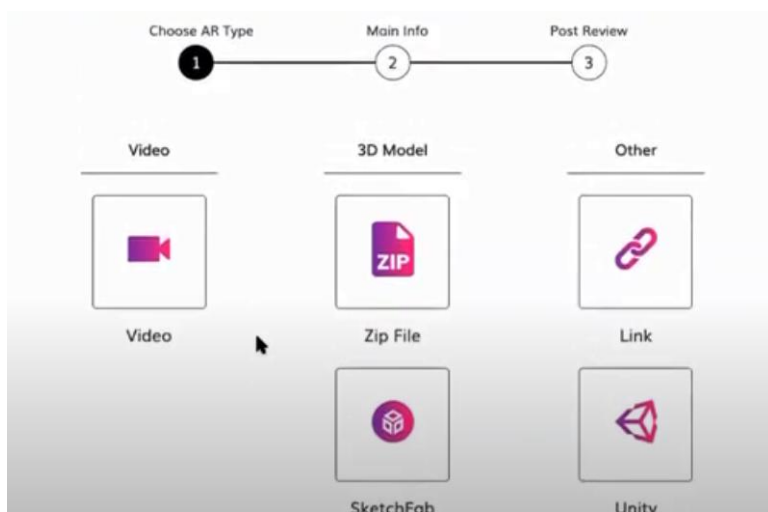 Choose AR Type Main Info Post Review
1 2 3
Video 3D Model Other
ZIP
Video Zip File Link
SketchFab Unity